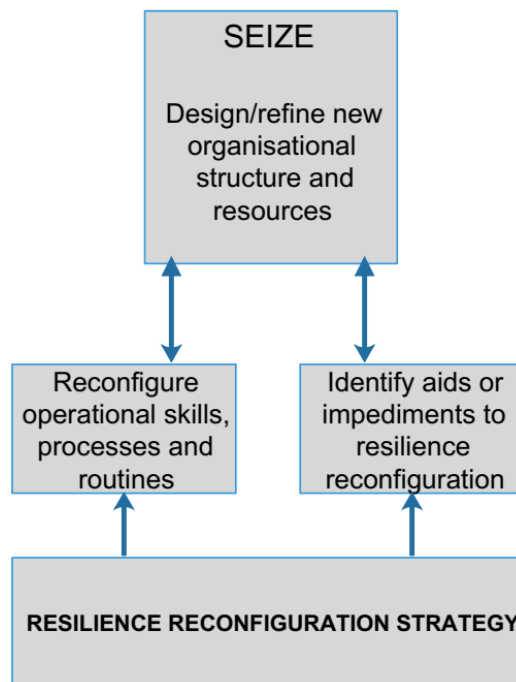 SEIZE
Design/refine new
organisational
structure and
resources
Reconfigure
operational skills,
processes and
routines
Identify aids or
impediments to
resilience
reconfiguration
RESILIENCE RECONFIGURATION STRATEGY